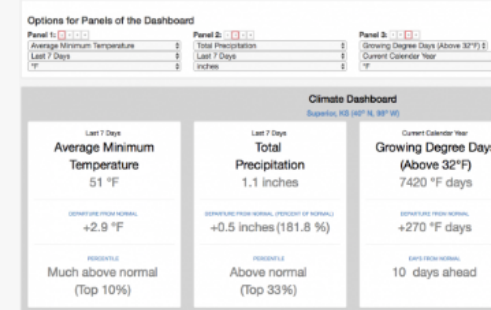 Options for Panels of the Dashboard
Panel 1:
Panel 2:
Panel 3:
Average Minimum Temperature
Total Precipitation
Growing Degree Days (Above 32°F)
Last 7 Days
Last 7 Days
Current Calendar Year
°F
inches
°F
Climate Dashboard
Superior, KS (40° N, 98° W)
Last 7 Days
Average Minimum
Temperature
51 °F
DEPARTURE FROM NORMAL
+2.9 °F
PERCENTILE
Much above normal
(Top 10%)
Last 7 Days
Total
Precipitation
1.1 inches
DEPARTURE FROM NORMAL (PERCENT OF NORMAL)
+0.5 inches (181.8 %)
PERCENTILE
Above normal
(Top 33%)
Current Calendar Year
Growing Degree Days
(Above 32°F)
7420 °F days
DEPARTURE FROM NORMAL
+270 °F days
DAYS FROM NORMAL
10 days ahead